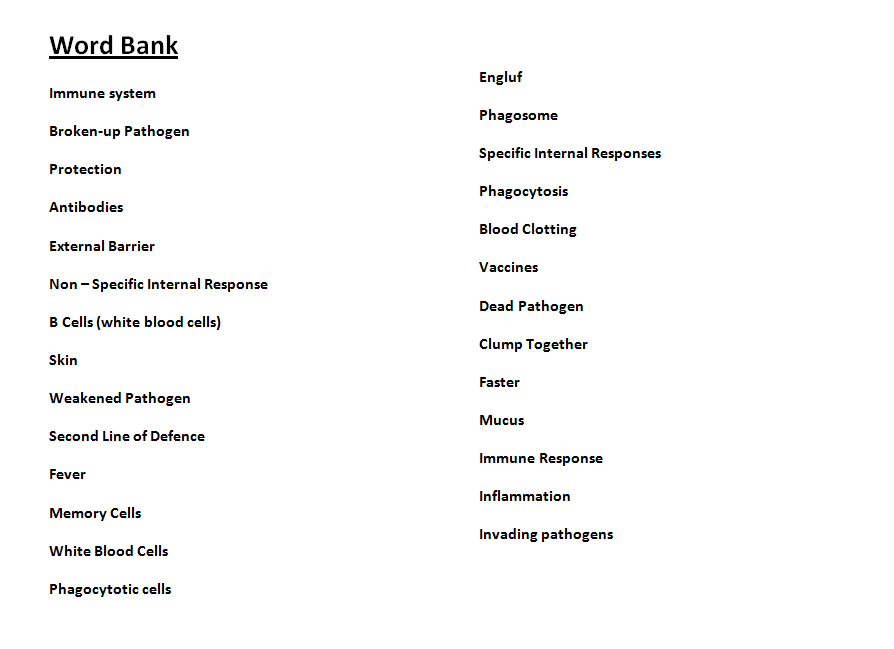 Word Bank
Immune system
Broken-up Pathogen
Protection
Antibodies
External Barrier
Non – Specific Internal Response
B Cells (white blood cells)
Skin
Weakened Pathogen
Second Line of Defence
Fever
Memory Cells
White Blood Cells
Phagocytotic cells
Engluf
Phagosome
Specific Internal Responses
Phagocytosis
Blood Clotting
Vaccines
Dead Pathogen
Clump Together
Faster
Mucus
Immune Response
Inflammation
Invading pathogens